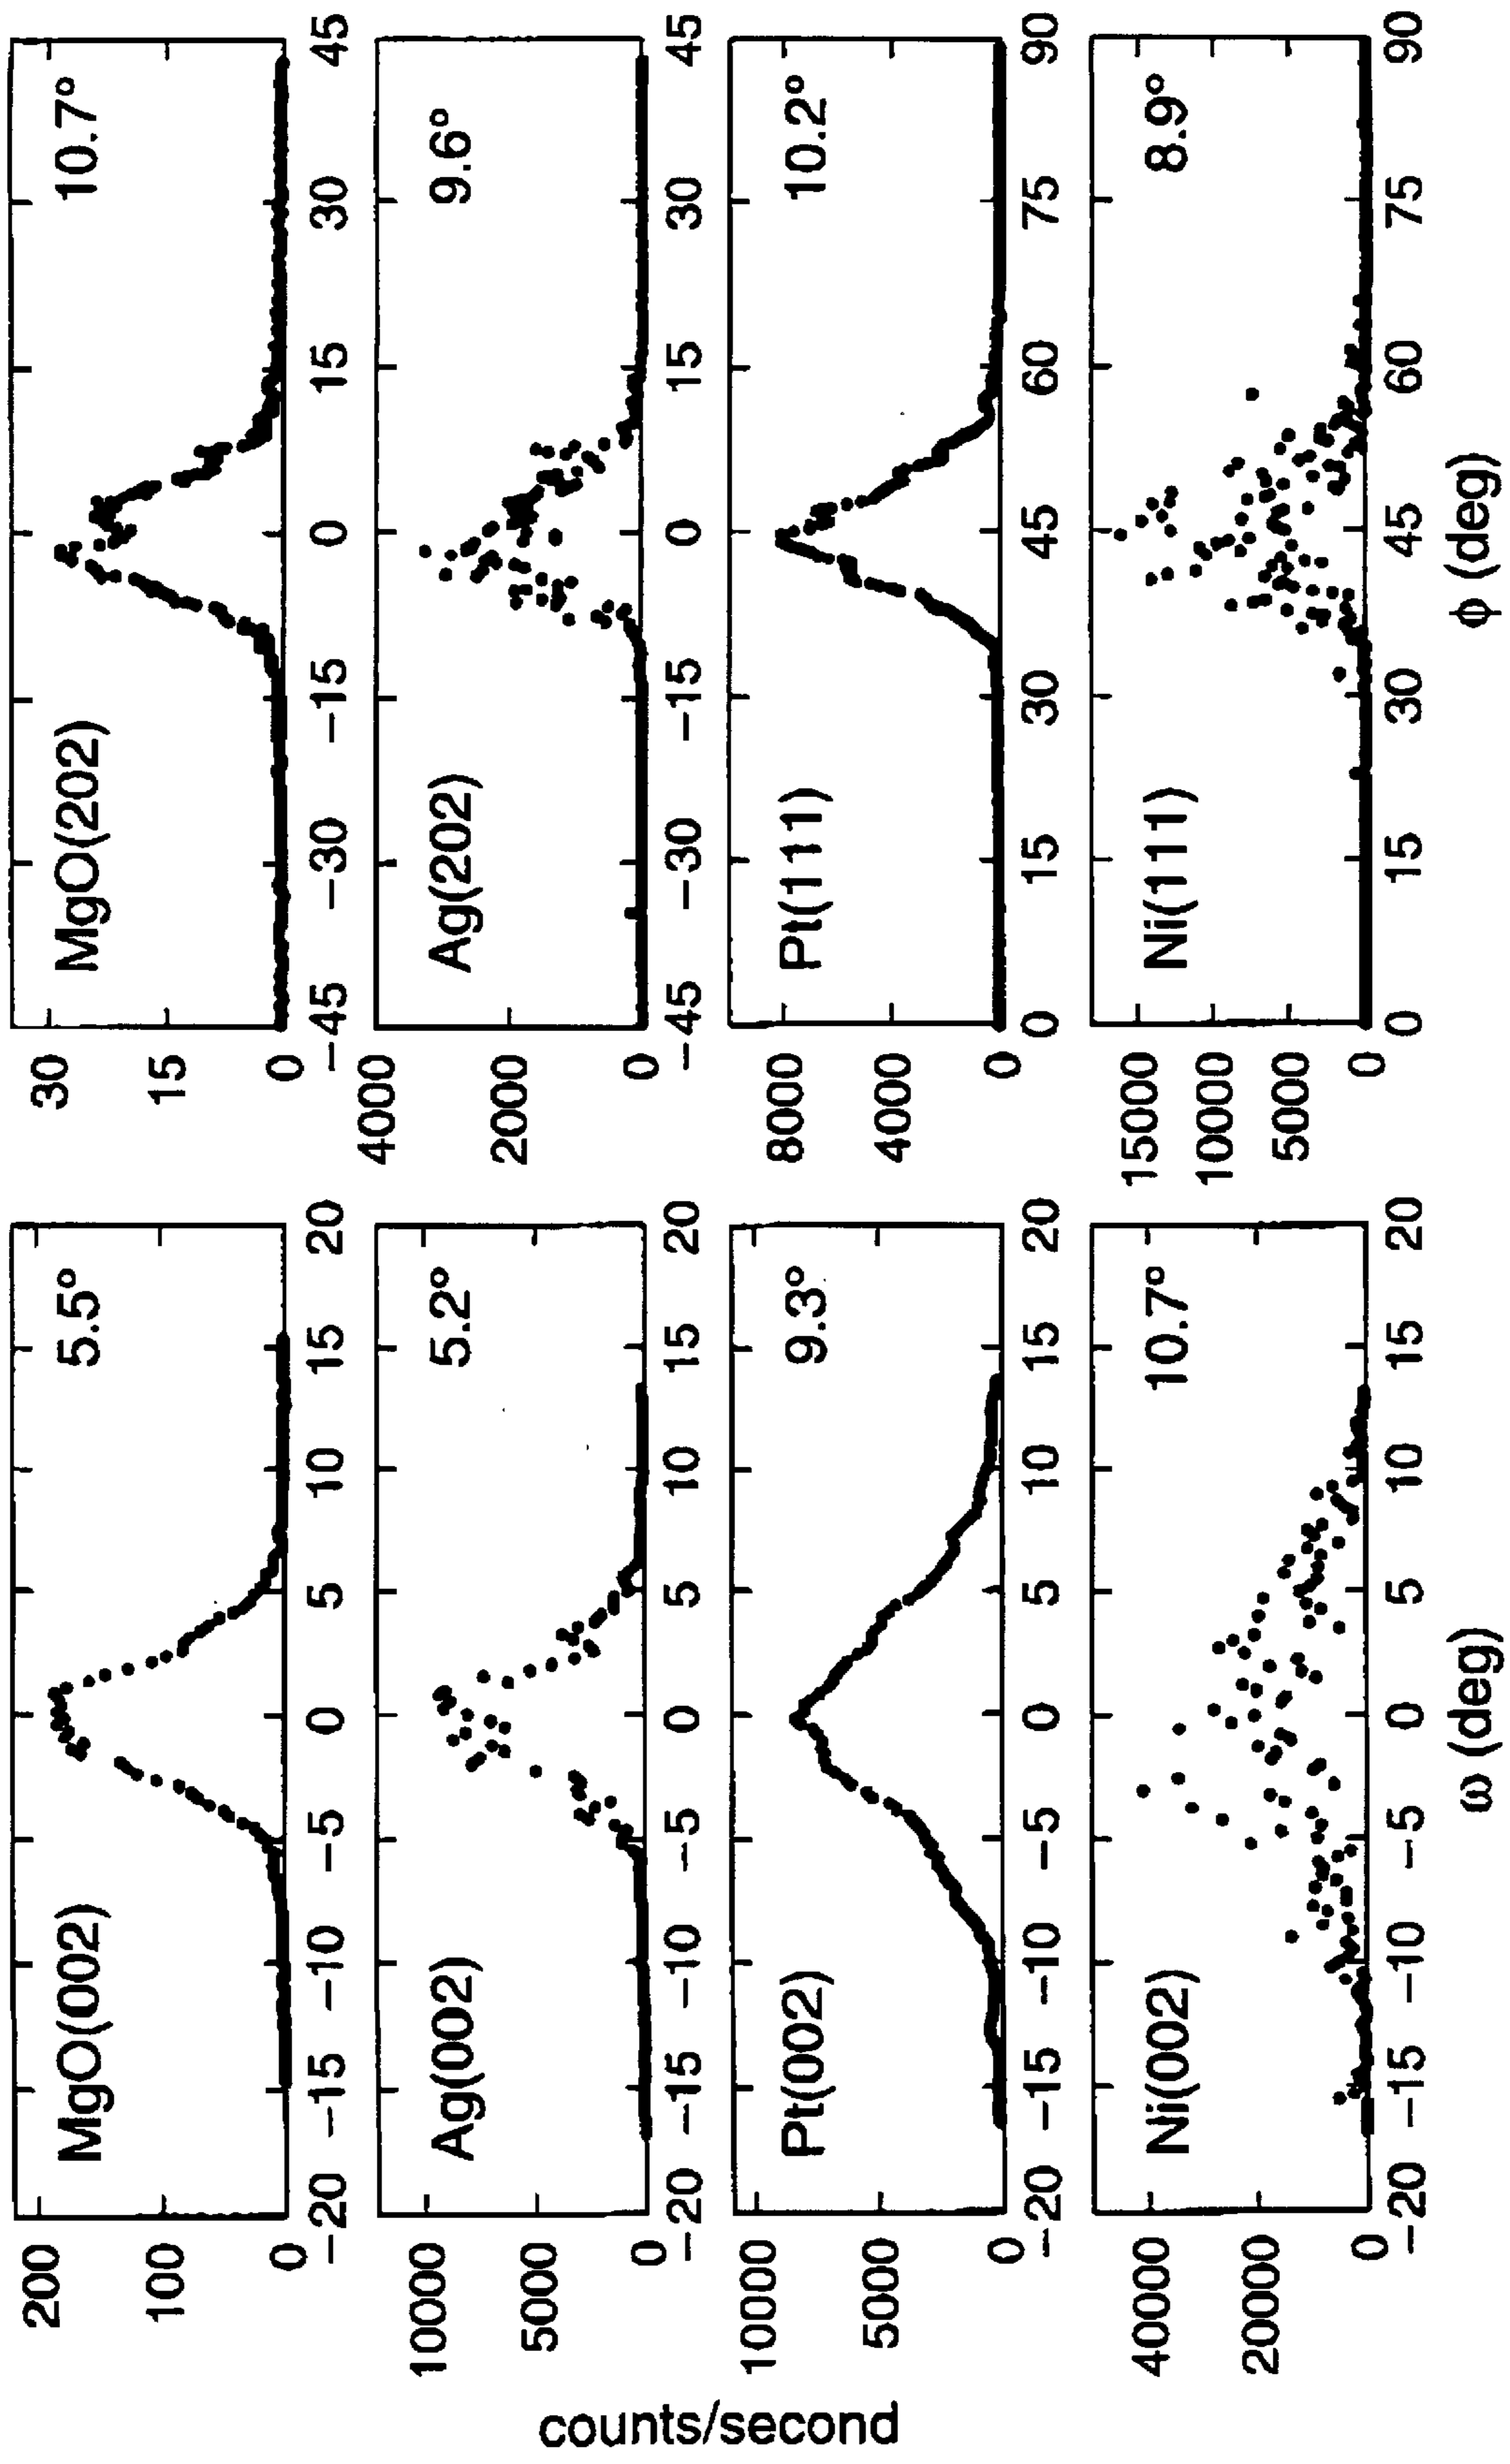 MgO(002) 5.5°
200
100
0
−20 −15 −10 −5 0 5 10 15 20
MgO(202) 10.7°
30
15
0
−45 −30 −15 0 15 30 45
Ag(002) 5.2°
10000
5000
0
−20 −15 −10 −5 0 5 10 15 20
Ag(202) 9.6°
4000
2000
0
−45 −30 −15 0 15 30 45
Pt(002) 9.3°
10000
5000
0
−20 −15 −10 −5 0 5 10 15 20
Pt(111) 10.2°
8000
4000
0
0 15 30 45 60 75 90
Ni(002) 10.7°
40000
20000
0
−20 −15 −10 −5 0 5 10 15 20
Ni(111) 8.9°
15000
10000
5000
0
0 15 30 45 60 75 90
counts/second
ω (deg)
ϕ (deg)